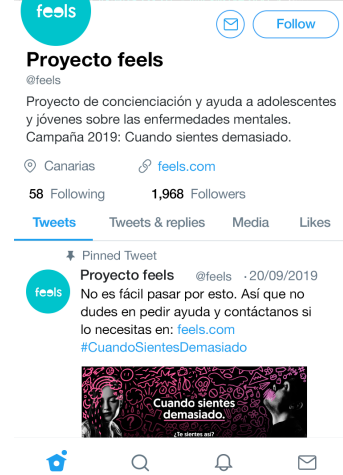 feels
Follow
Proyecto feels
@feels
Proyecto de concienciación y ayuda a adolescentes
y jóvenes sobre las enfermedades mentales.
Campaña 2019: Cuando sientes demasiado.
Canarias feels.com
58 Following 1,968 Followers
Tweets Tweets & replies Media Likes
Pinned Tweet
Proyecto feels @feels · 20/09/2019
feels
No es fácil pasar por esto. Así que no
dudes en pedir ayuda y contáctanos si
lo necesitas en: feels.com
#CuandoSientesDemasiado
Cuando sientes
demasiado.
¿Te sientes así?